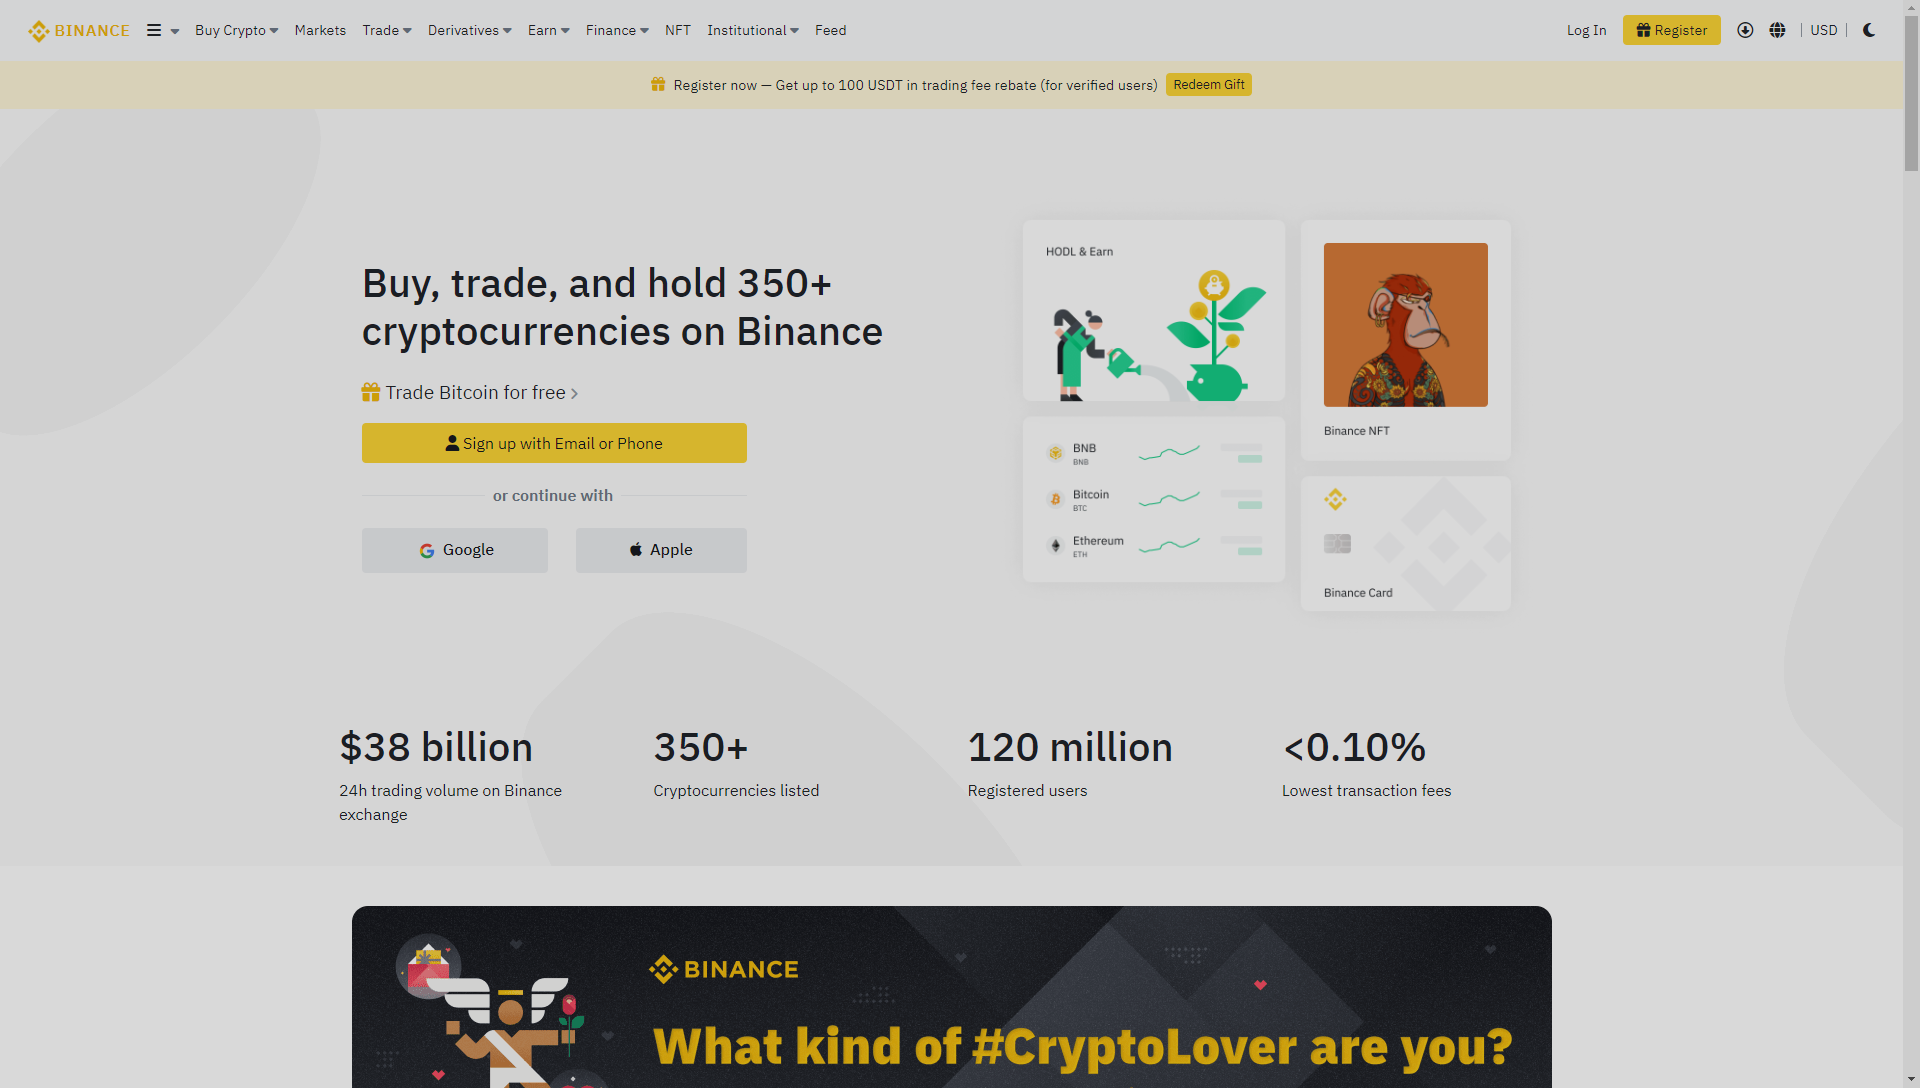 BINANCE
Buy Crypto
Markets
Trade
Derivatives
Earn
Finance
NFT
Institutional
Feed
Log In
Register
USD
Register now — Get up to 100 USDT in trading fee rebate (for verified users)
Redeem Gift
Buy, trade, and hold 350+
cryptocurrencies on Binance
Trade Bitcoin for free
Sign up with Email or Phone
or continue with
Google
Apple
HODL & Earn
BNB
BNB
Bitcoin
BTC
Ethereum
ETH
Binance NFT
Binance Card
$38 billion
24h trading volume on Binance
exchange
350+
Cryptocurrencies listed
120 million
Registered users
<0.10%
Lowest transaction fees
BINANCE
What kind of #CryptoLover are you?